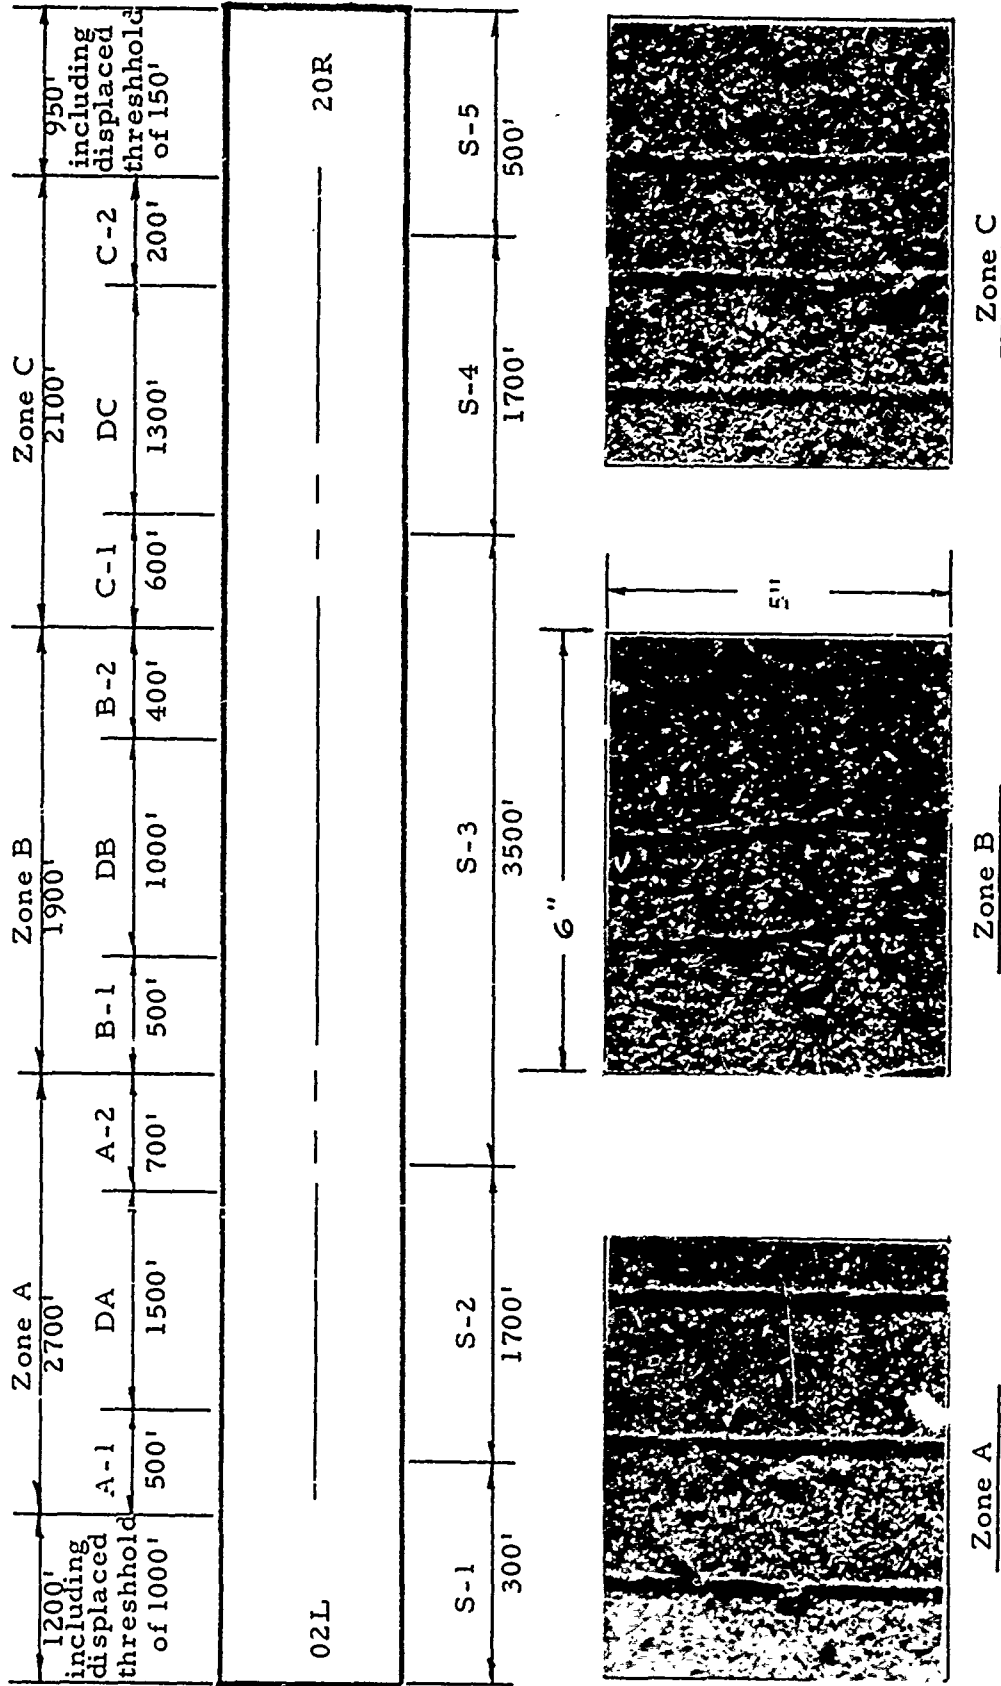 1200'
including
displaced
threshhold
of 1000'
Zone A
2700'
A-1
500'
DA
1500'
A-2
700'
Zone B
1900'
B-1
500'
DB
1000'
B-2
400'
Zone C
2100'
C-1
600'
DC
1300'
C-2
200'
950'
including
displaced
threshhold
of 150'
02L
20R
S-1
300'
S-2
1700'
S-3
3500'
S-4
1700'
S-5
500'
6"
5"
Zone A
Zone B
Zone C